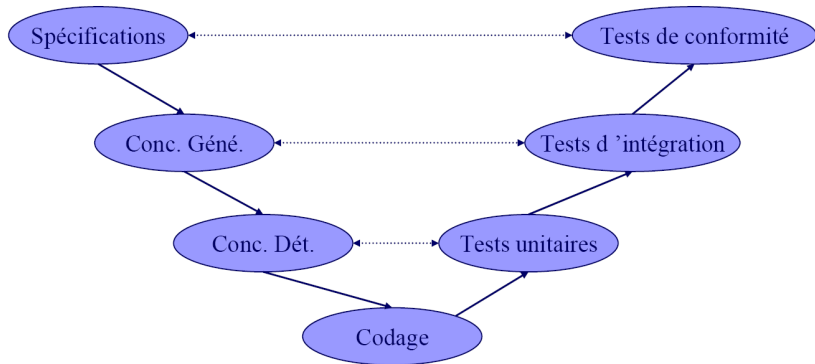 Spécifications
Tests de conformité
Conc. Géné.
Tests d ’intégration
Conc. Dét.
Tests unitaires
Codage